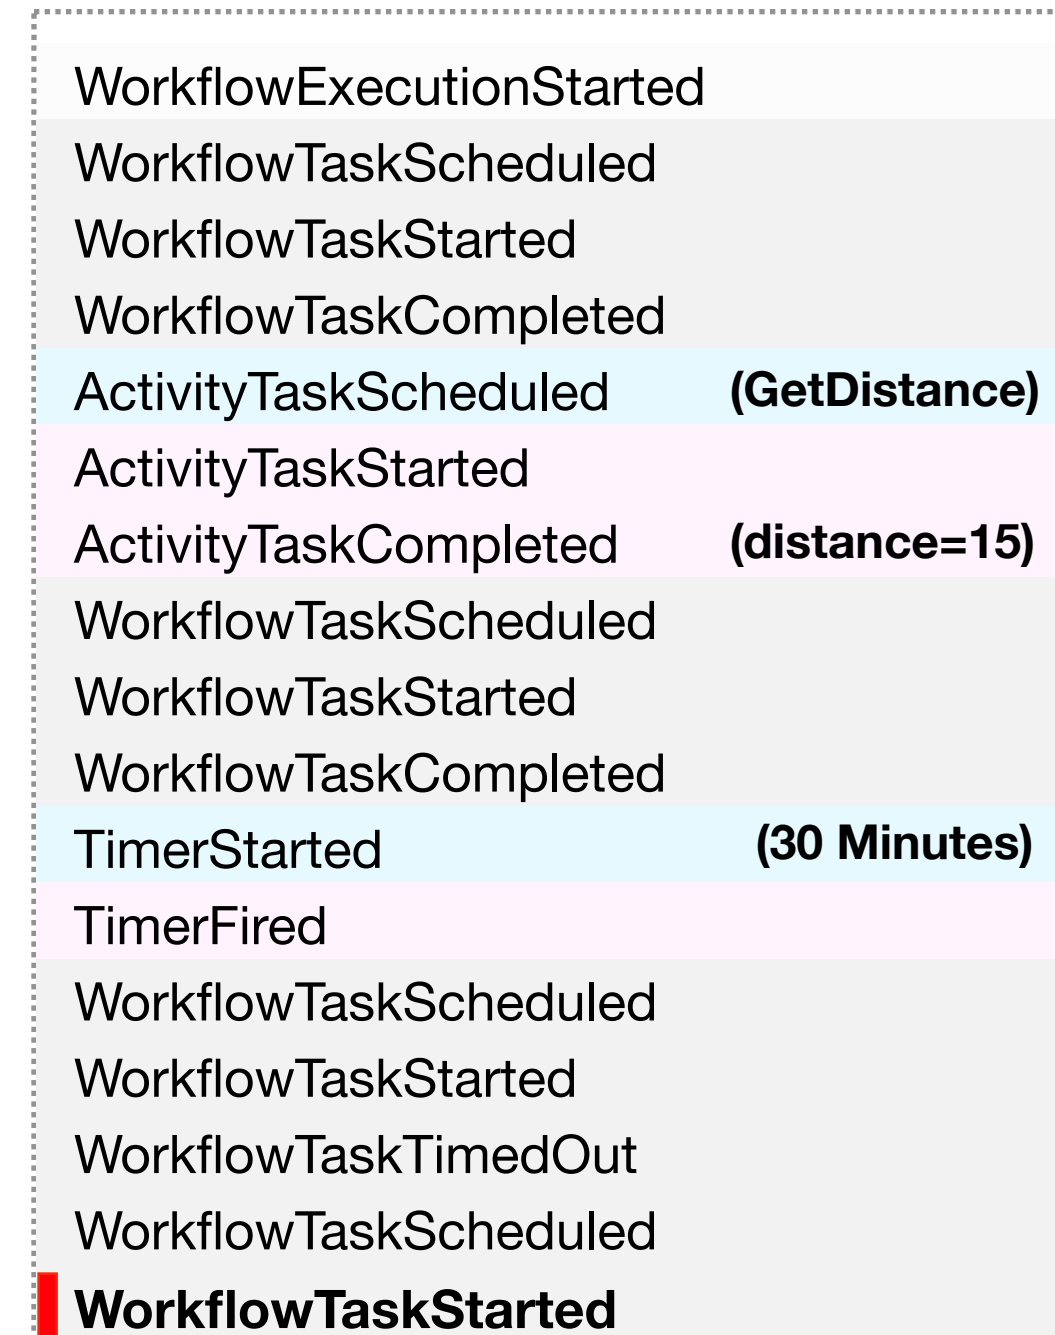 WorkflowExecutionStarted
WorkflowTaskScheduled
WorkflowTaskStarted
WorkflowTaskCompleted
ActivityTaskScheduled (GetDistance)
ActivityTaskStarted
ActivityTaskCompleted (distance=15)
WorkflowTaskScheduled
WorkflowTaskStarted
WorkflowTaskCompleted
TimerStarted (30 Minutes)
TimerFired
WorkflowTaskScheduled
WorkflowTaskStarted
WorkflowTaskTimedOut
WorkflowTaskScheduled
WorkflowTaskStarted